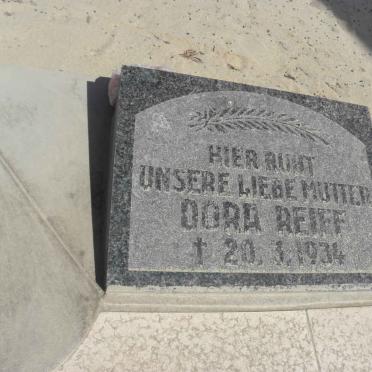 HIER RUHT
UNSERE LIEBE MUTTER
DORA REIFF
† 20.1.1934